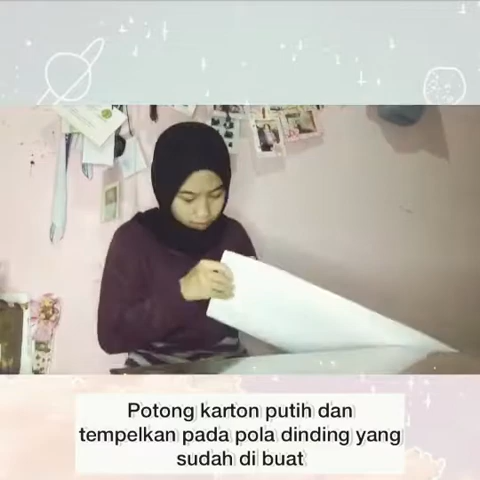 Potong karton putih dan
tempelkan pada pola dinding yang
sudah di buat